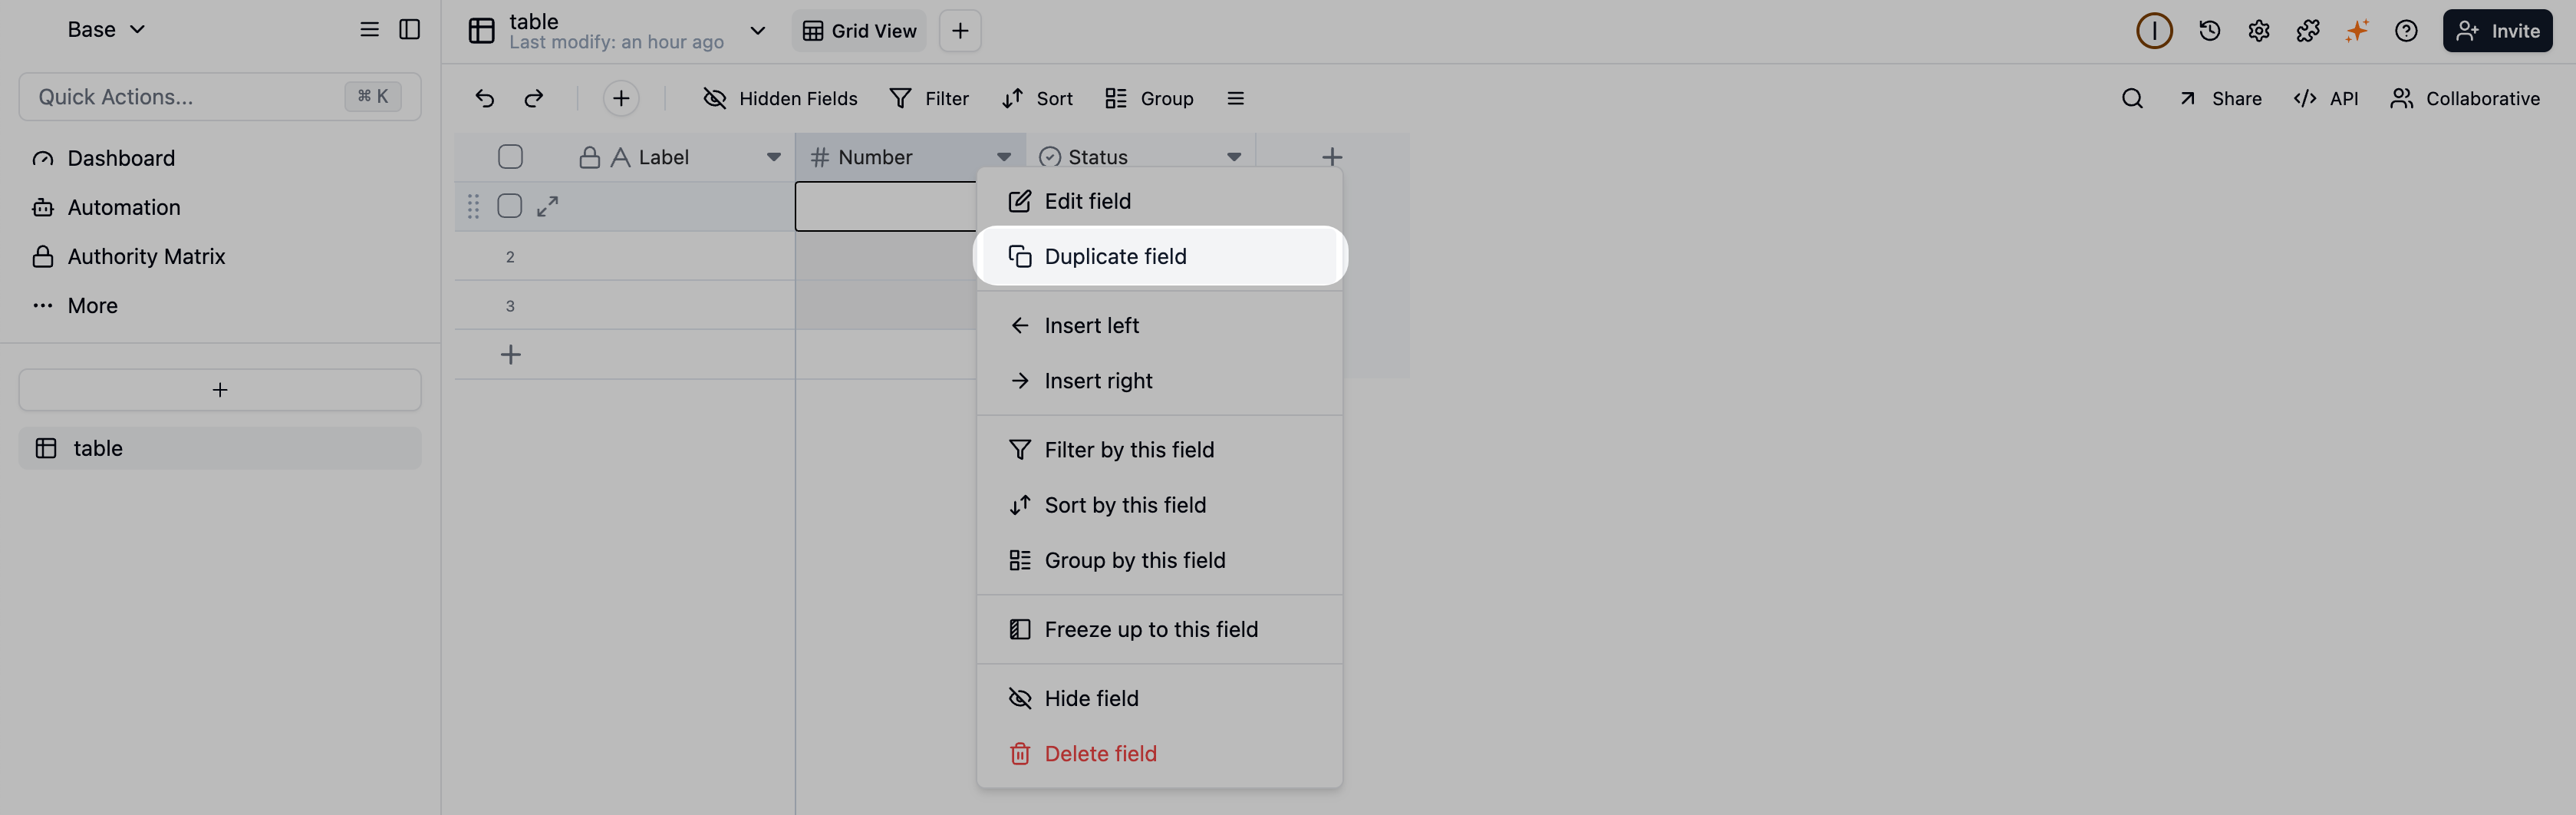 Base
table
Last modify: an hour ago
Grid View
Invite
Quick Actions...
⌘ K
Hidden Fields
Filter
Sort
Group
Share
API
Collaborative
Dashboard
Automation
Authority Matrix
More
table
Label
Number
Status
2
3
Edit field
Duplicate field
Insert left
Insert right
Filter by this field
Sort by this field
Group by this field
Freeze up to this field
Hide field
Delete field